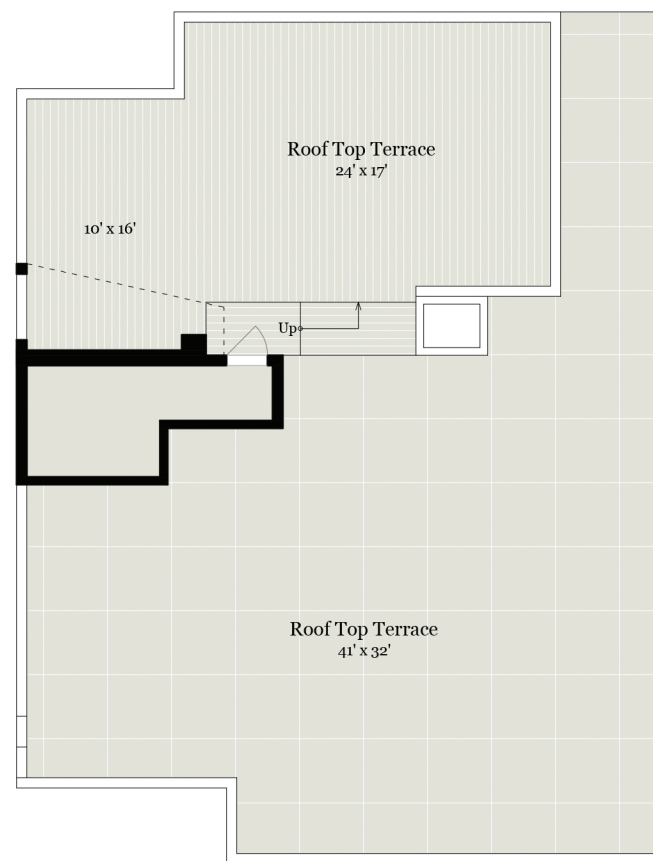 Roof Top Terrace
24' x 17'
10' x 16'
Up
Roof Top Terrace
41' x 32'